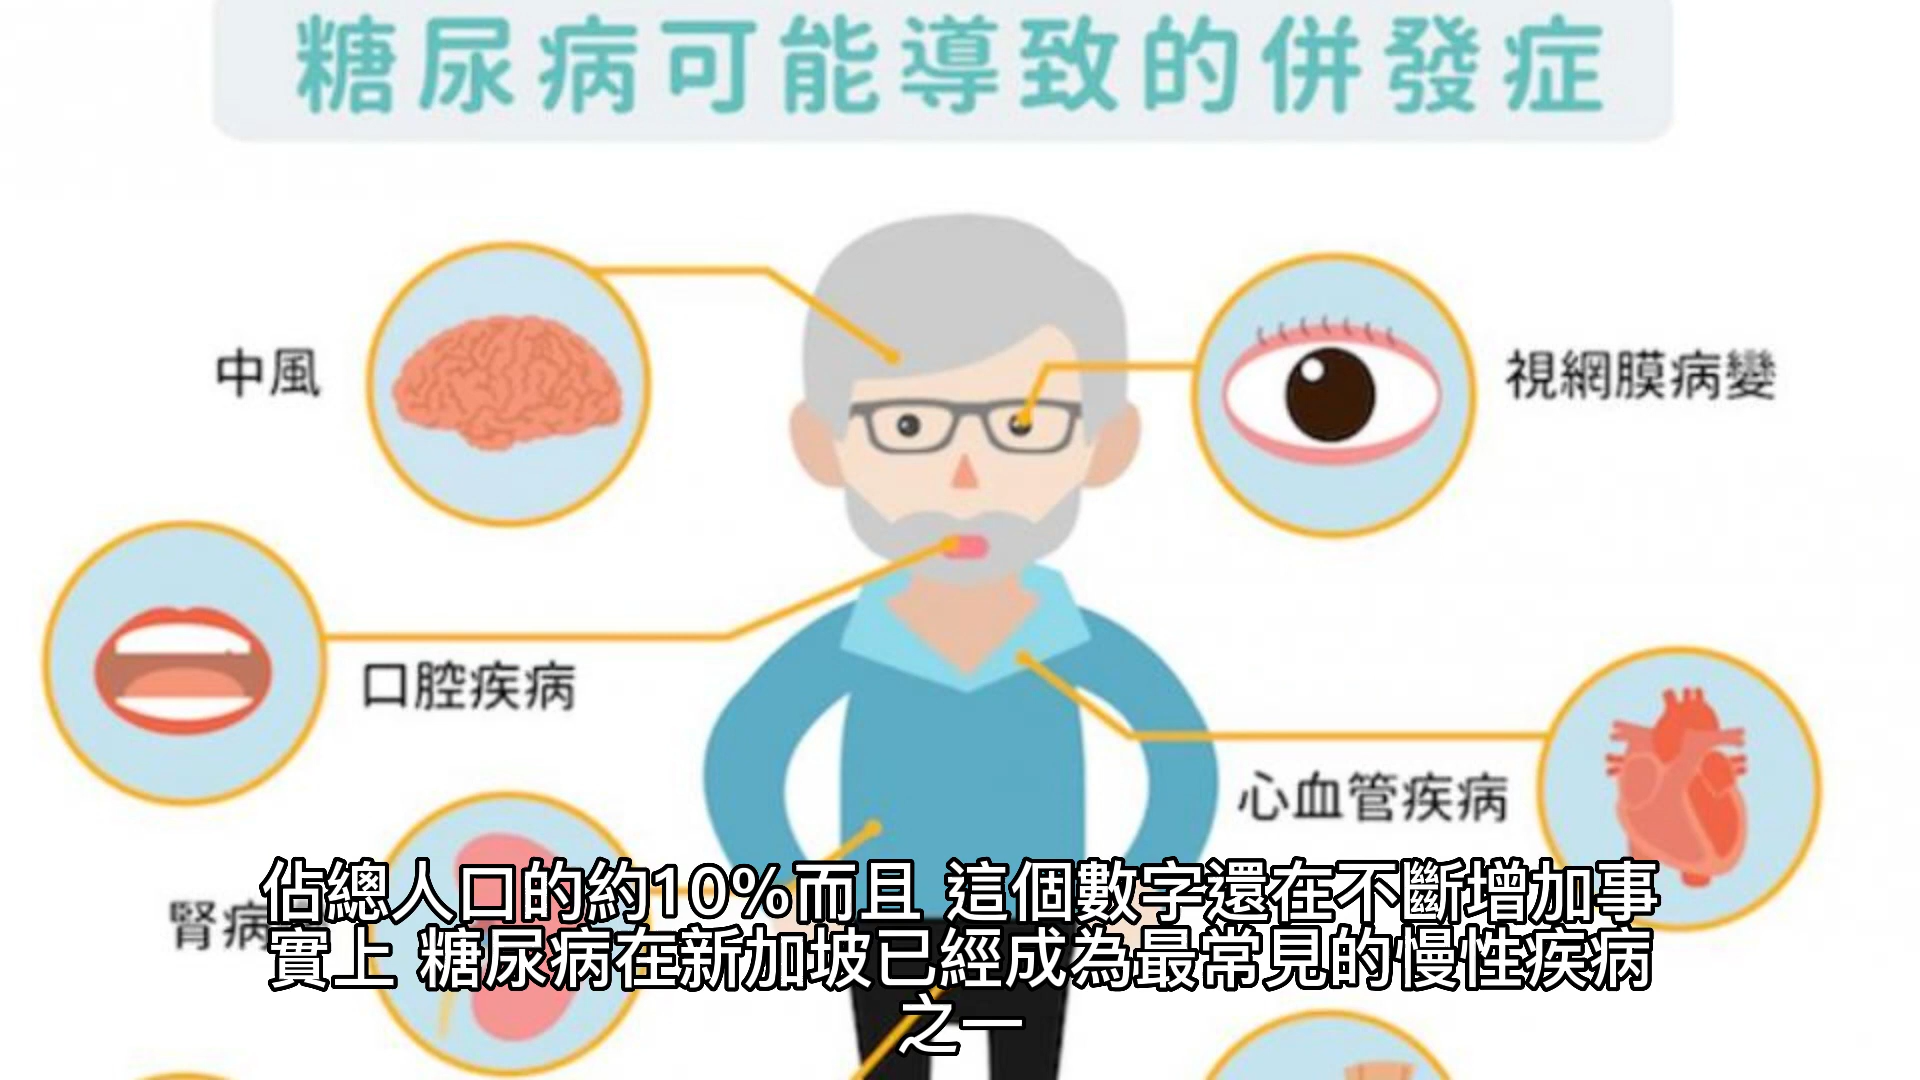 糖尿病可能導致的併發症
中風
視網膜病變
口腔疾病
心血管疾病
腎病
佔總人口的約10%而且 這個數字還在不斷增加事
實上 糖尿病在新加坡已經成為最常見的慢性疾病
之一